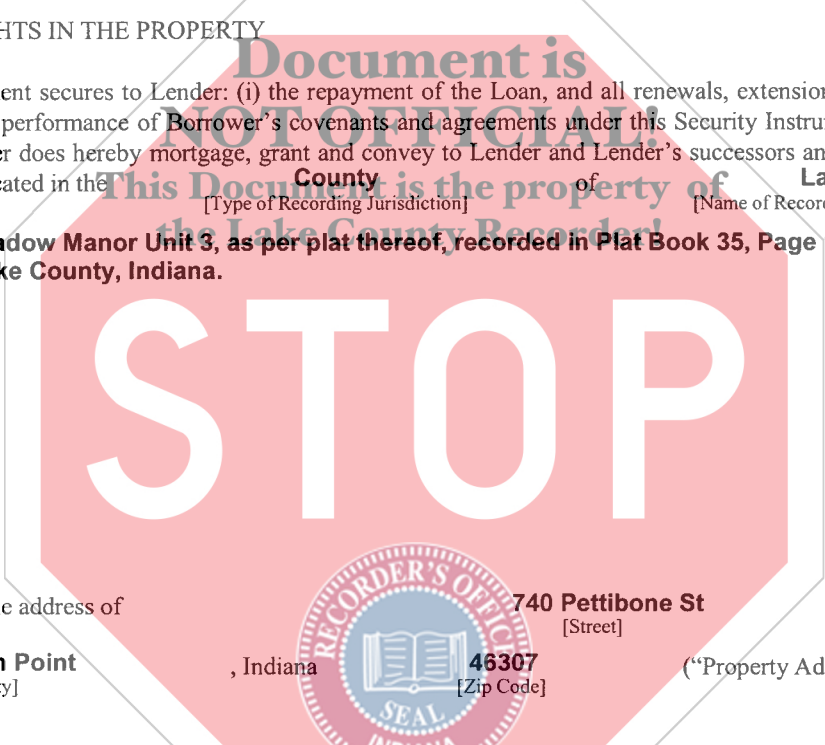 HTS IN THE PROPERTY
Document is
ent secures to Lender: (i) the repayment of the Loan, and all renewals, extension
NOT OFFICIAL!
performance of Borrower's covenants and agreements under this Security Instru
r does hereby mortgage, grant and convey to Lender and Lender's successors an
cated in the County of La
This Document is the property of
[Type of Recording Jurisdiction] [Name of Record
the Lake County Recorder!
adow Manor Unit 3, as per plat thereof, recorded in Plat Book 35, Page
ke County, Indiana.
STOP
RECORDER'S OFFICE
e address of 740 Pettibone St
[Street]
n Point , Indiana 46307 ("Property Ad
y] [Zip Code]
SEAL
INDIANA